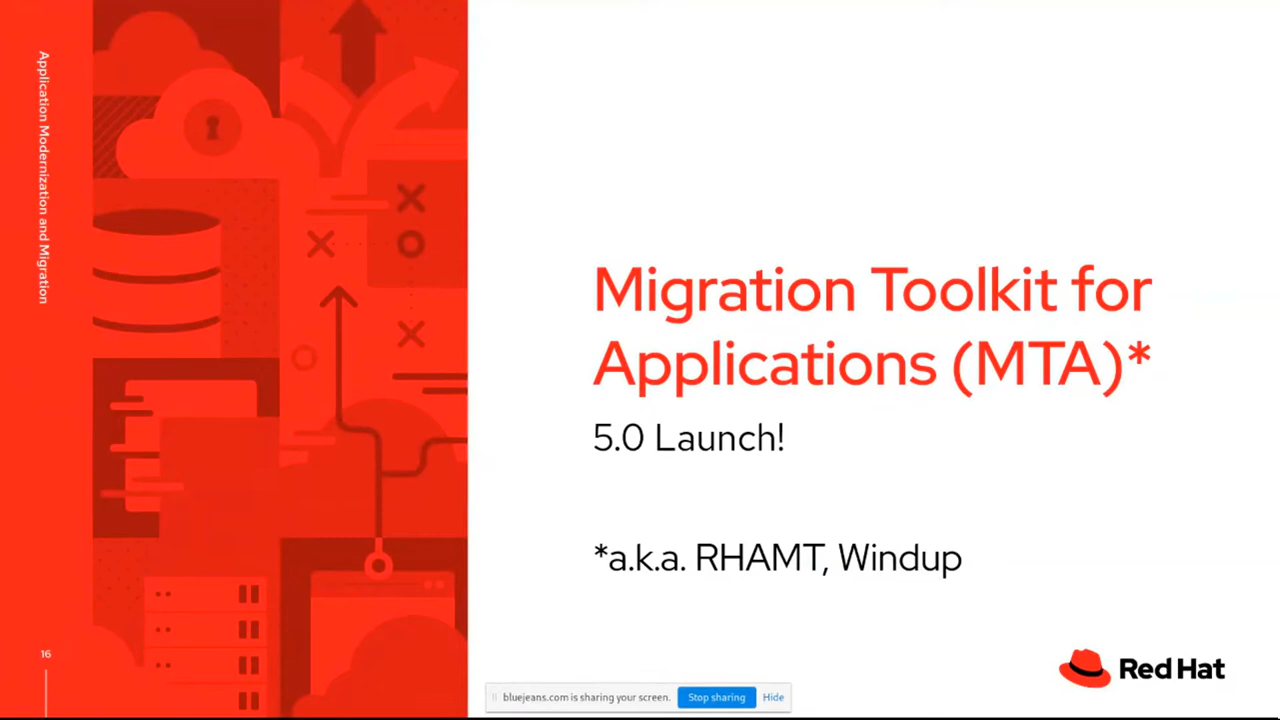 Application Modernization and Migration
Migration Toolkit for
Applications (MTA)*
5.0 Launch!
*a.k.a. RHAMT, Windup
16
Red Hat
bluejeans.com is sharing your screen. Stop sharing Hide